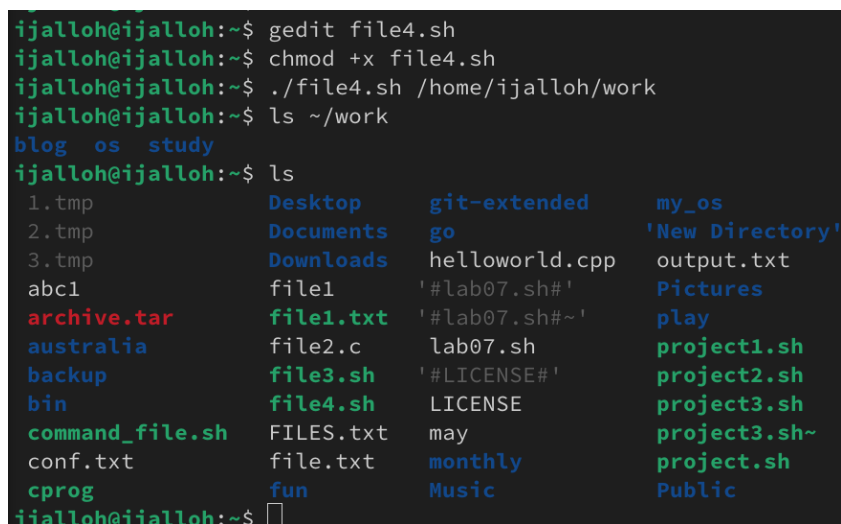 ijalloh@ijalloh:~$ gedit file4.sh
ijalloh@ijalloh:~$ chmod +x file4.sh
ijalloh@ijalloh:~$ ./file4.sh /home/ijalloh/work
ijalloh@ijalloh:~$ ls ~/work
blog  os  study
ijalloh@ijalloh:~$ ls
 1.tmp             Desktop      git-extended     my_os
 2.tmp             Documents    go              'New Directory'
 3.tmp             Downloads    helloworld.cpp   output.txt
 abc1              file1       '#lab07.sh#'      Pictures
 archive.tar       file1.txt   '#lab07.sh#~'     play
 australia         file2.c      lab07.sh         project1.sh
 backup            file3.sh    '#LICENSE#'       project2.sh
 bin               file4.sh     LICENSE          project3.sh
 command_file.sh   FILES.txt    may              project3.sh~
 conf.txt          file.txt     monthly          project.sh
 cprog             fun          Music            Public
ijalloh@ijalloh:~$